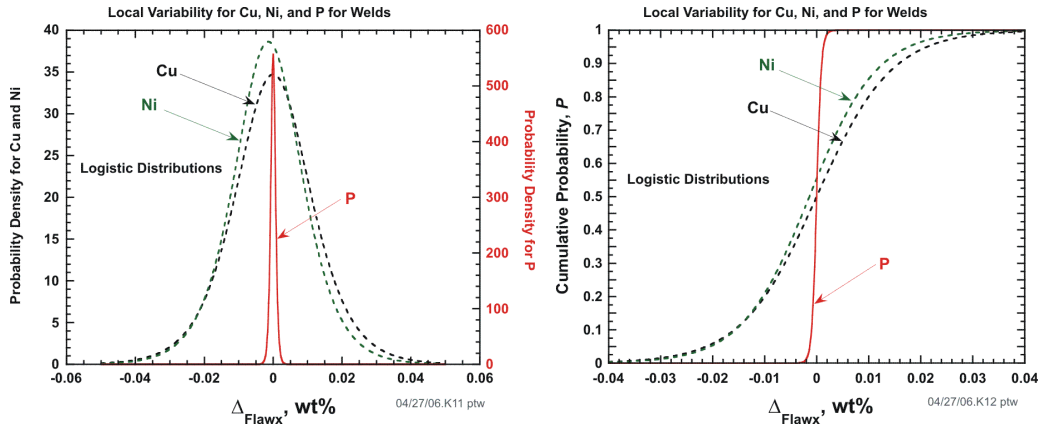 Local Variability for Cu, Ni, and P for Welds
Probability Density for Cu and Ni
40
35
30
25
20
15
10
5
0
Cu
Ni
Logistic Distributions
P
600
500
400
300
200
100
0
Probability Density for P
-0.06
-0.04
-0.02
0
0.02
0.04
0.06
ΔFlawx, wt%
04/27/06.K11 ptw
Local Variability for Cu, Ni, and P for Welds
Cumulative Probability, P
1
0.9
0.8
0.7
0.6
0.5
0.4
0.3
0.2
0.1
0
Ni
Cu
Logistic Distributions
P
-0.04
-0.03
-0.02
-0.01
0
0.01
0.02
0.03
0.04
ΔFlawx, wt%
04/27/06.K12 ptw